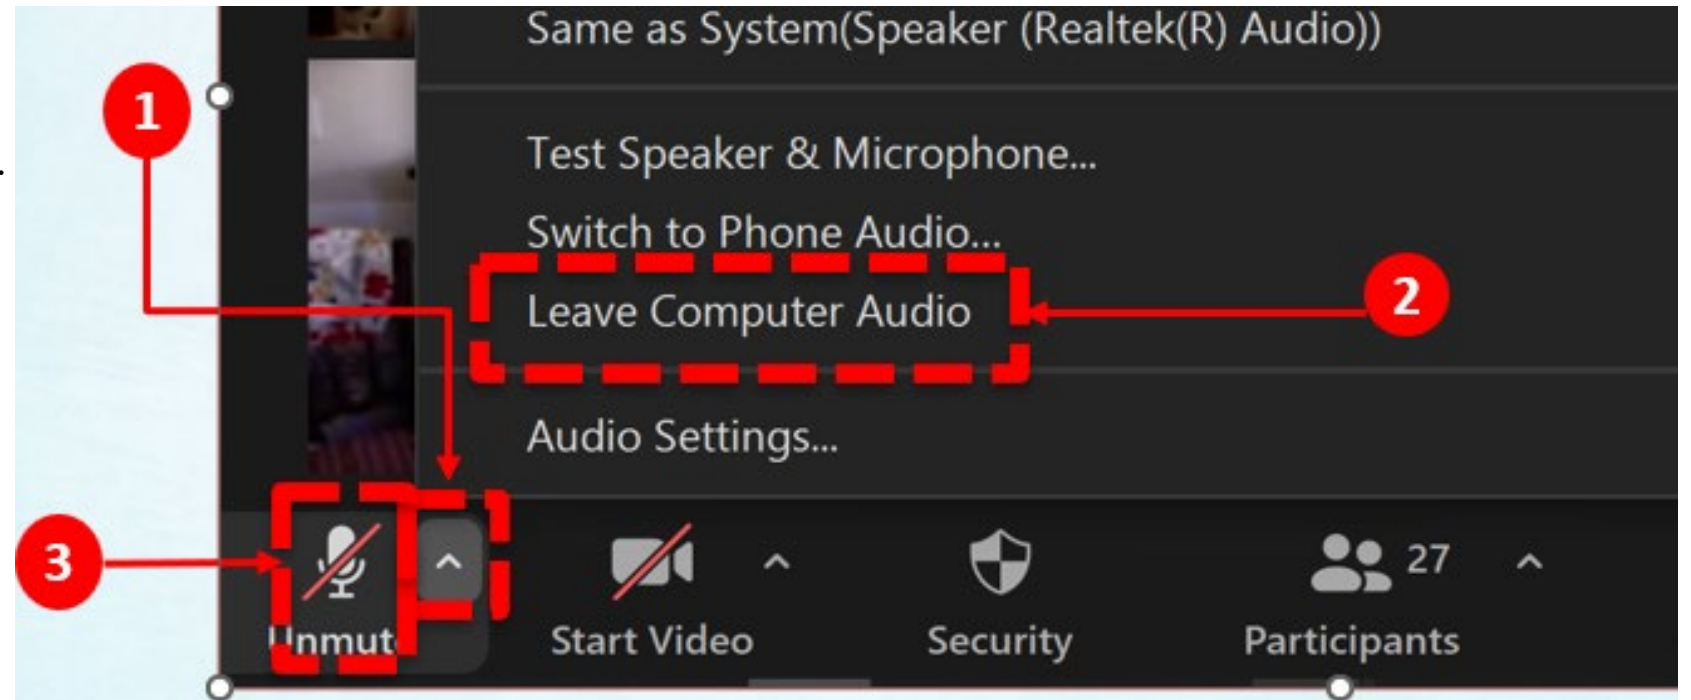 .
Same as System(Speaker (Realtek(R) Audio))
1
Test Speaker & Microphone...
Switch to Phone Audio...
Leave Computer Audio
2
Audio Settings...
3
27
Unmute
Start Video
Security
Participants